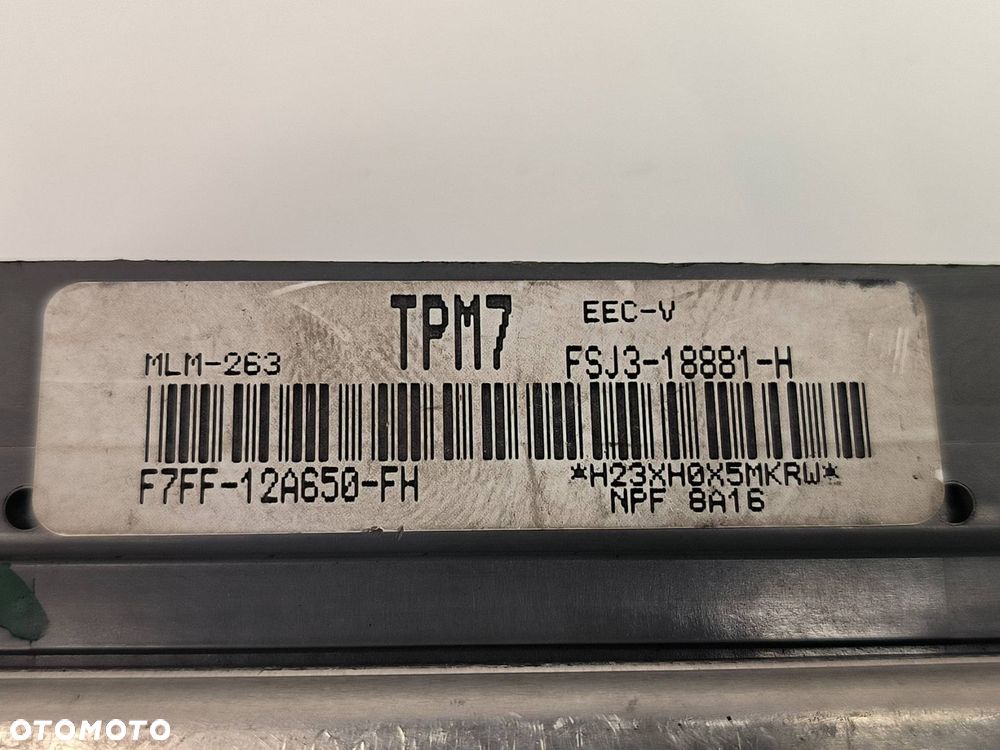 TPM7 EEC-V
MLM-263 FSJ3-18881-H
F7FF-12A650-FH *H23XH0X5MKRW*
NPF 8A16
OTOMOTO